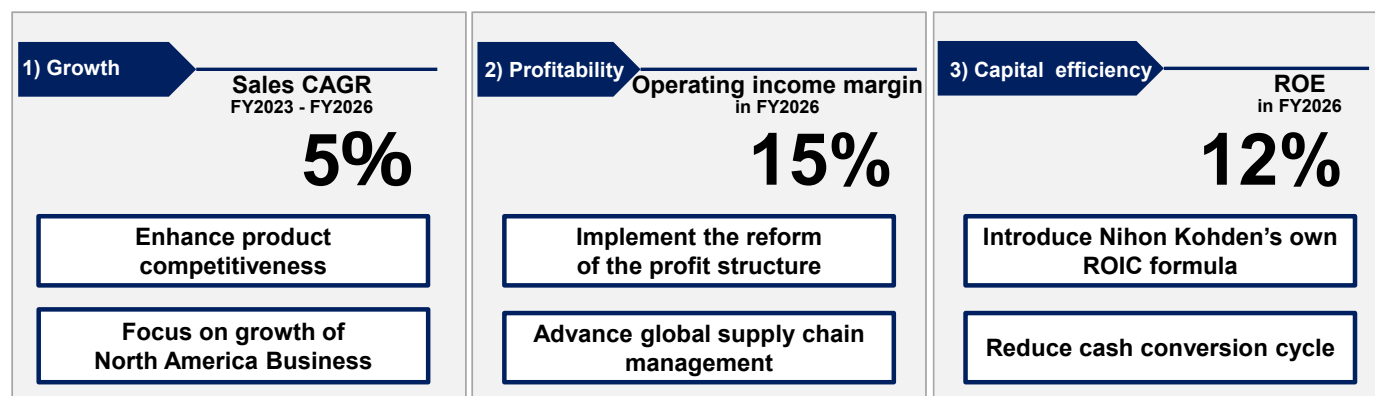 1) Growth
Sales CAGR
FY2023 - FY2026
5%
Enhance product
competitiveness
Focus on growth of
North America Business
2) Profitability
Operating income margin
in FY2026
15%
Implement the reform
of the profit structure
Advance global supply chain
management
3) Capital efficiency
ROE
in FY2026
12%
Introduce Nihon Kohden’s own
ROIC formula
Reduce cash conversion cycle